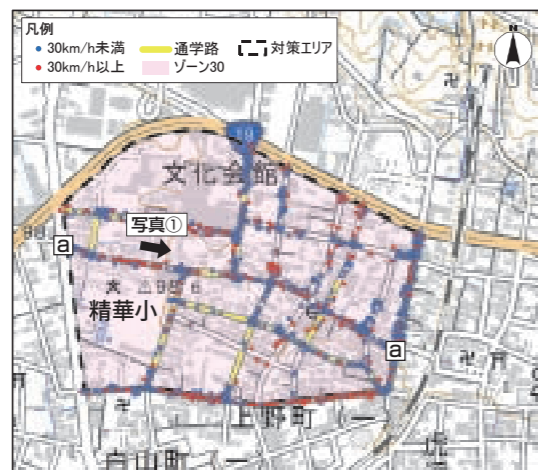 凡例
30km/h未満 通学路 対策エリア
30km/h以上 ゾーン30
N
19
文化会館
写真①
a
精華小
a
上野町
白山町